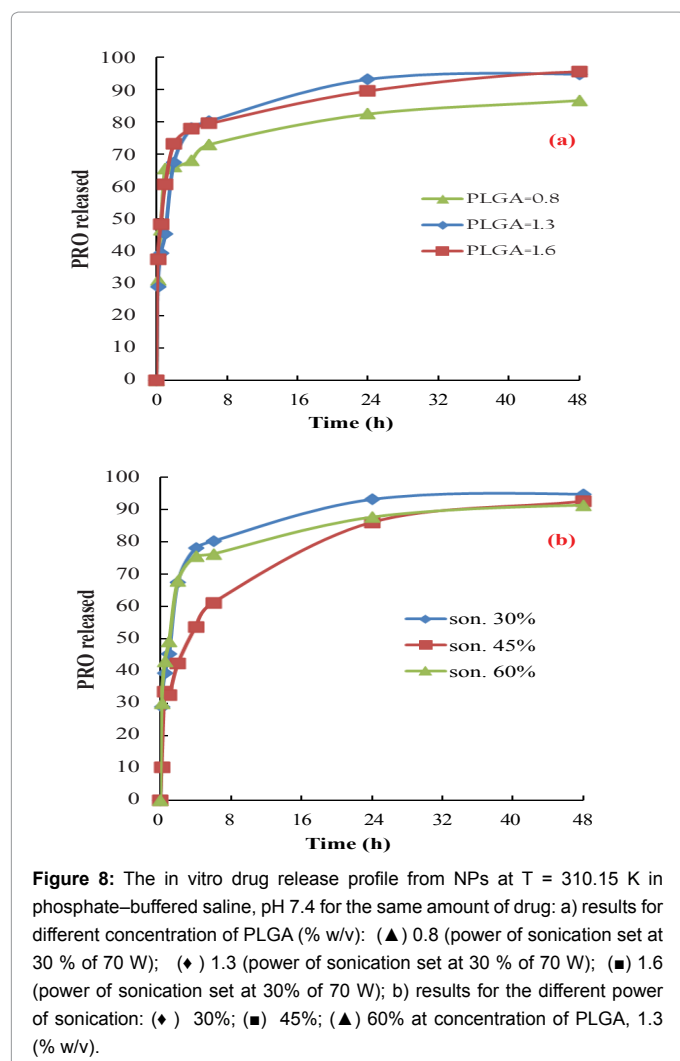 100
90
80
70
60
50
40
30
20
10
0
PRO released
(a)
PLGA=0.8
PLGA=1.3
PLGA=1.6
0 8 16 24 32 40 48
Time (h)
100
90
80
70
60
50
40
30
20
10
0
PRO released
(b)
son. 30%
son. 45%
son. 60%
0 8 16 24 32 40 48
Time (h)
Figure 8: The in vitro drug release profile from NPs at T = 310.15 K in
phosphate–buffered saline, pH 7.4 for the same amount of drug: a) results for
different concentration of PLGA (% w/v): (▲) 0.8 (power of sonication set at
30 % of 70 W); (♦ ) 1.3 (power of sonication set at 30 % of 70 W); (■) 1.6
(power of sonication set at 30% of 70 W); b) results for the different power
of sonication: (♦ ) 30%; (■) 45%; (▲) 60% at concentration of PLGA, 1.3
(% w/v).